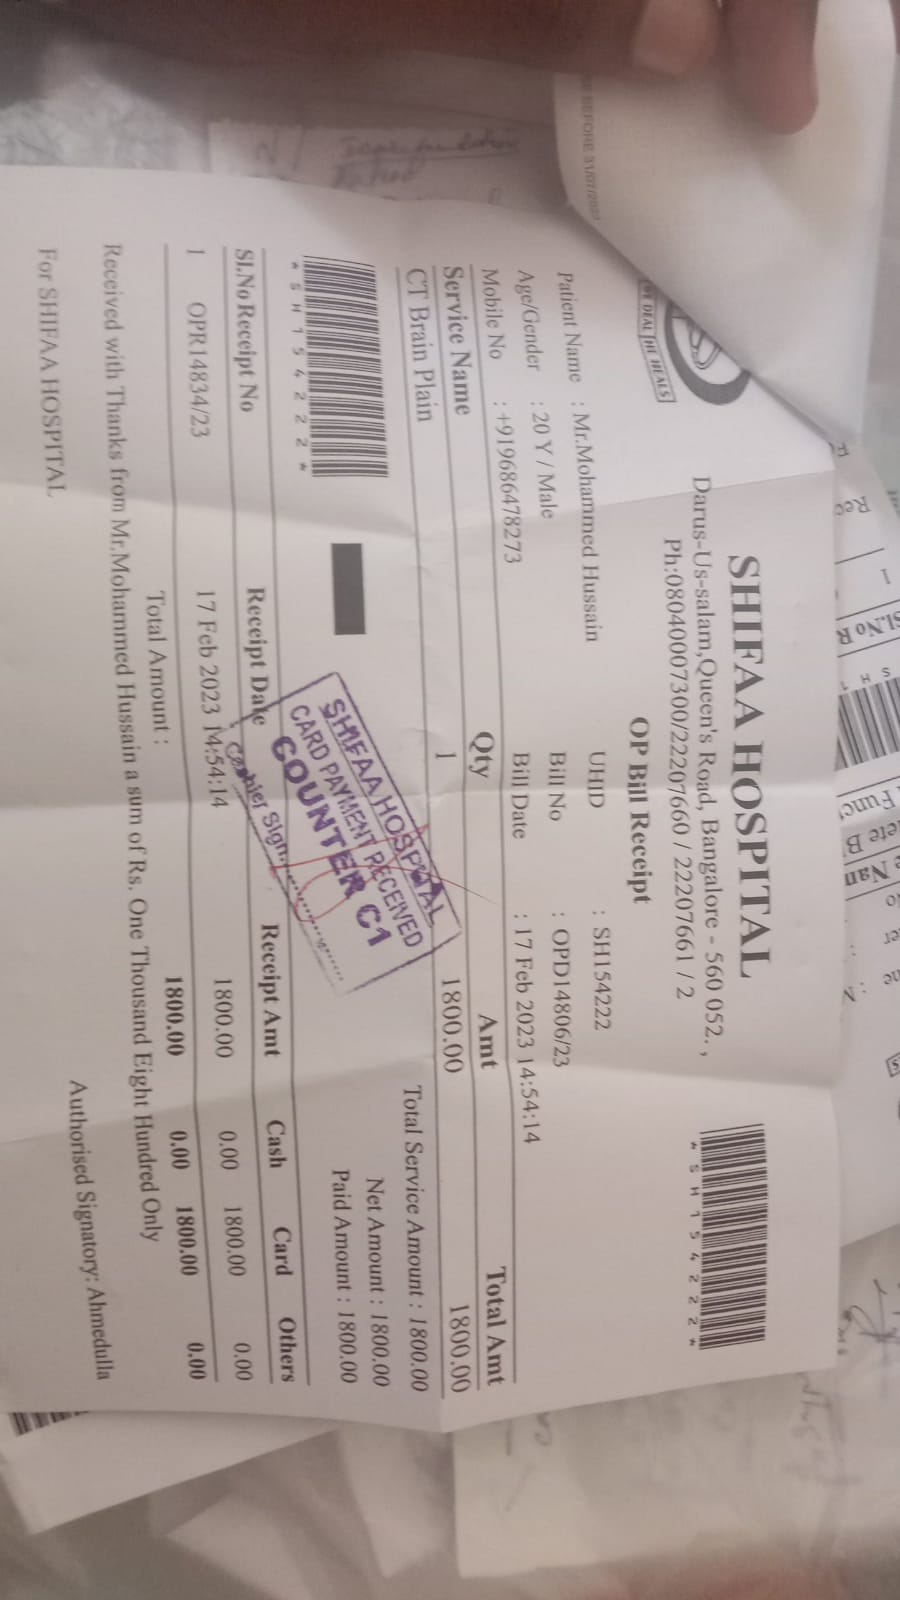 SHIFAA HOSPITAL
Darus-Us-salam,Queen's Road, Bangalore - 560 052. ,
Ph:08040007300/22207660 / 22207661 / 2
THE HEALS
*SH154222*
OP Bill Receipt
Patient Name : Mr.Mohammed Hussain
UHID : SH154222
Age/Gender : 20 Y / Male
Bill No : OPD14806/23
Mobile No : +919686478273
Bill Date : 17 Feb 2023 14:54:14
Service Name Qty Amt Total Amt
CT Brain Plain 1 1800.00 1800.00
Total Service Amount : 1800.00
Net Amount : 1800.00
Paid Amount : 1800.00
*SH154222*
SHIFAA HOSPITAL
CARD PAYMENT RECEIVED
COUNTER C1
Cashier Sign.
Sl.No Receipt No Receipt Date Receipt Amt Cash Card Others
1 OPR14834/23 17 Feb 2023 14:54:14 1800.00 0.00 1800.00 0.00
Total Amount : 1800.00 0.00 1800.00 0.00
Received with Thanks from Mr.Mohammed Hussain a sum of Rs. One Thousand Eight Hundred Only
For SHIFAA HOSPITAL
Authorised Signatory: Ahmedulla
BEFORE 31/07/2023